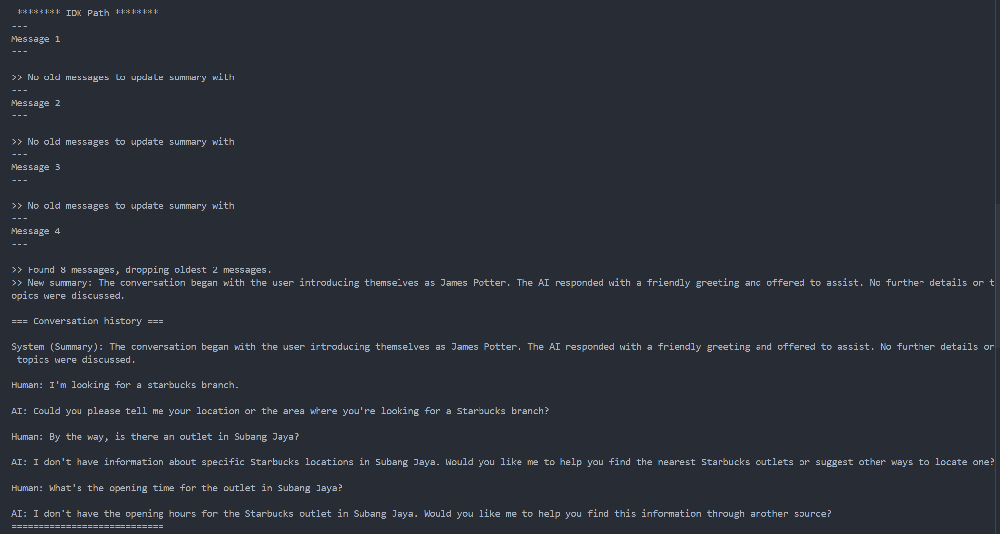 ******** IDK Path ********
---
Message 1
---
>> No old messages to update summary with
---
Message 2
---
>> No old messages to update summary with
---
Message 3
---
>> No old messages to update summary with
---
Message 4
---
>> Found 8 messages, dropping oldest 2 messages.
>> New summary: The conversation began with the user introducing themselves as James Potter. The AI responded with a friendly greeting and offered to assist. No further details or t
opics were discussed.
=== Conversation history ===
System (Summary): The conversation began with the user introducing themselves as James Potter. The AI responded with a friendly greeting and offered to assist. No further details or
 topics were discussed.
Human: I'm looking for a starbucks branch.
AI: Could you please tell me your location or the area where you're looking for a Starbucks branch?
Human: By the way, is there an outlet in Subang Jaya?
AI: I don't have information about specific Starbucks locations in Subang Jaya. Would you like me to help you find the nearest Starbucks outlets or suggest other ways to locate one?
Human: What's the opening time for the outlet in Subang Jaya?
AI: I don't have the opening hours for the Starbucks outlet in Subang Jaya. Would you like me to help you find this information through another source?
============================